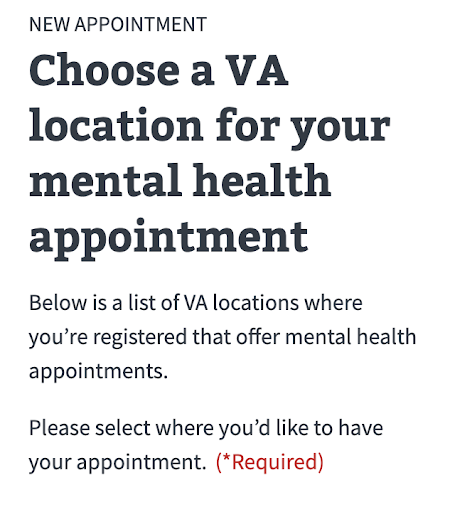 NEW APPOINTMENT
Choose a VA
location for your
mental health
appointment
Below is a list of VA locations where
you’re registered that offer mental health
appointments.
Please select where you’d like to have
your appointment. (*Required)